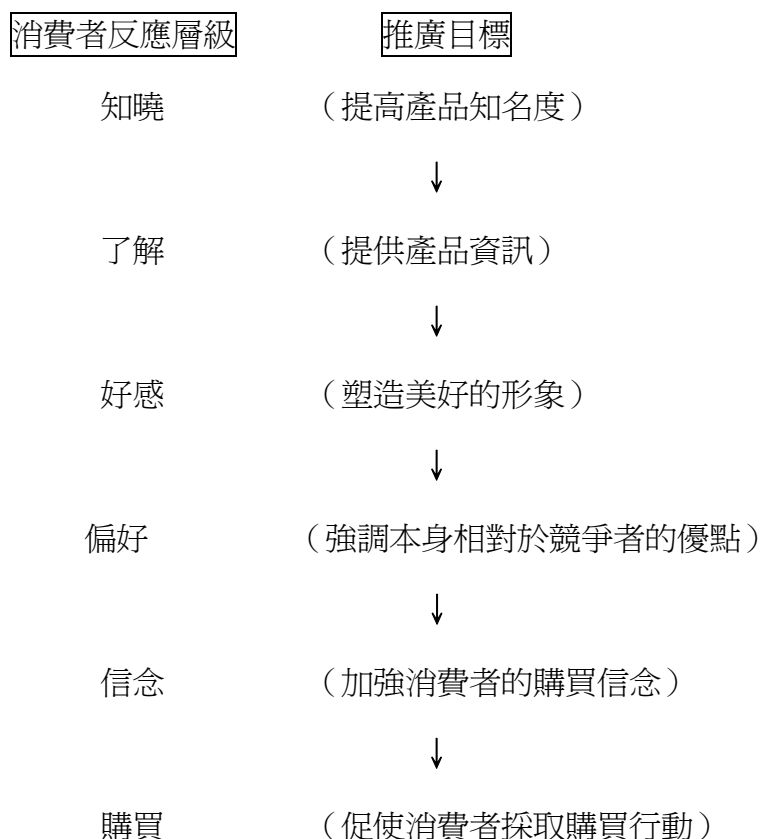 消費者反應層級 推廣目標
知曉 （提高產品知名度）
↓
了解 （提供產品資訊）
↓
好感 （塑造美好的形象）
↓
偏好 （強調本身相對於競爭者的優點）
↓
信念 （加強消費者的購買信念）
↓
購買 （促使消費者採取購買行動）